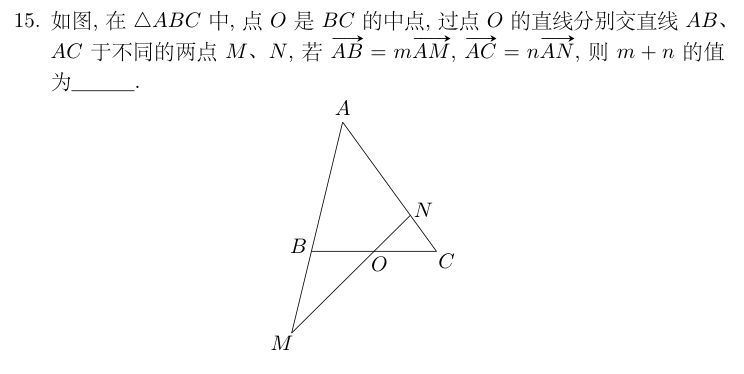 15. 如图, 在 △ABC 中, 点 O 是 BC 的中点, 过点 O 的直线分别交直线 AB、
AC 于不同的两点 M、N, 若 $\overrightarrow{AB} = m\overrightarrow{AM}$, $\overrightarrow{AC} = n\overrightarrow{AN}$, 则 m + n 的值
为______.
A
N
B
O
C
M